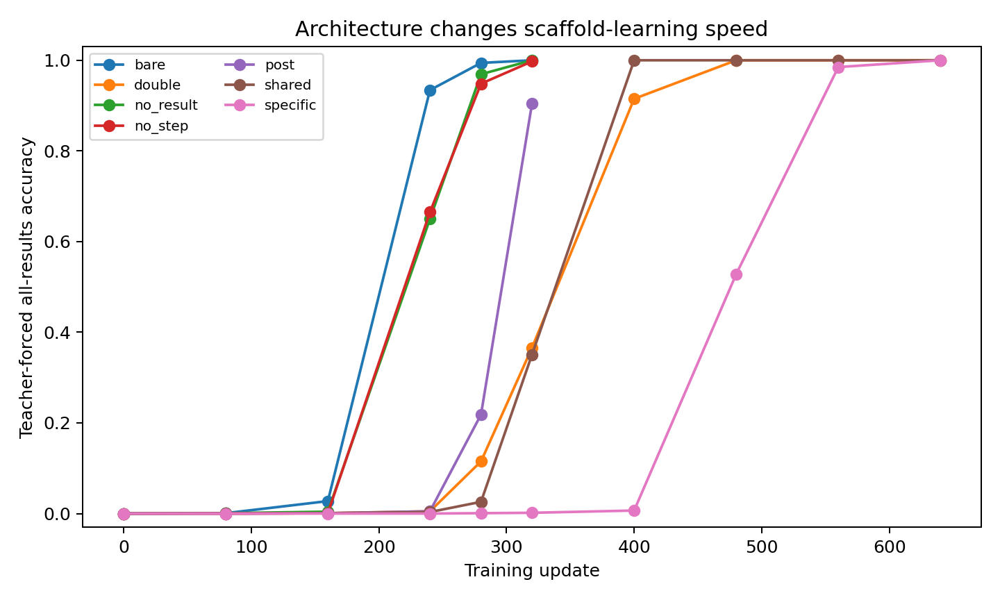 Architecture changes scaffold-learning speed
bare
double
no_result
no_step
post
shared
specific
Teacher-forced all-results accuracy
1.0
0.8
0.6
0.4
0.2
0.0
0 100 200 300 400 500 600
Training update